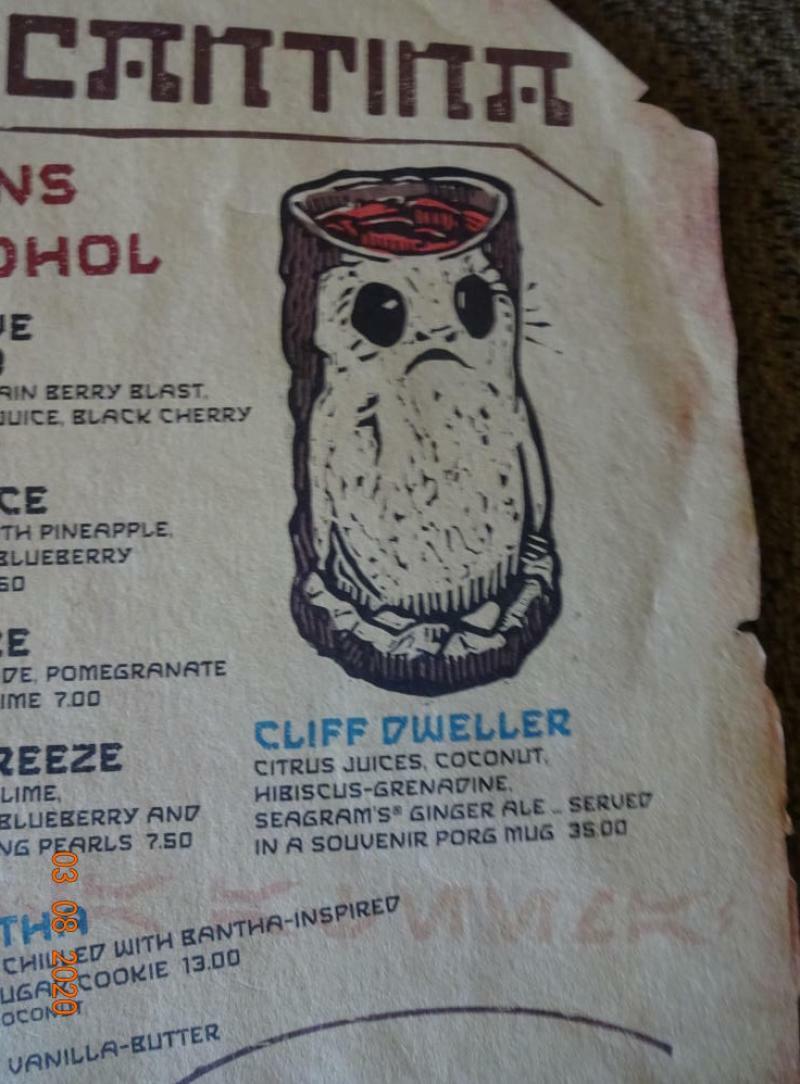 CANTINA
NS
OHOL
VE
AIN BERRY BLAST,
JUICE, BLACK CHERRY
CE
TH PINEAPPLE,
BLUEBERRY
50
ZE
DE, POMEGRANATE
IME 7.00
REEZE
LIME,
BLUEBERRY AND
NG PEARLS 7.50
CLIFF DWELLER
CITRUS JUICES, COCONUT,
HIBISCUS-GRENADINE,
SEAGRAM'S® GINGER ALE ... SERVED
IN A SOUVENIR PORG MUG 35.00
THA
CHILLED WITH BANTHA-INSPIRED
UGAR COOKIE 13.00
OCONUT
VANILLA-BUTTER
03 08 2020